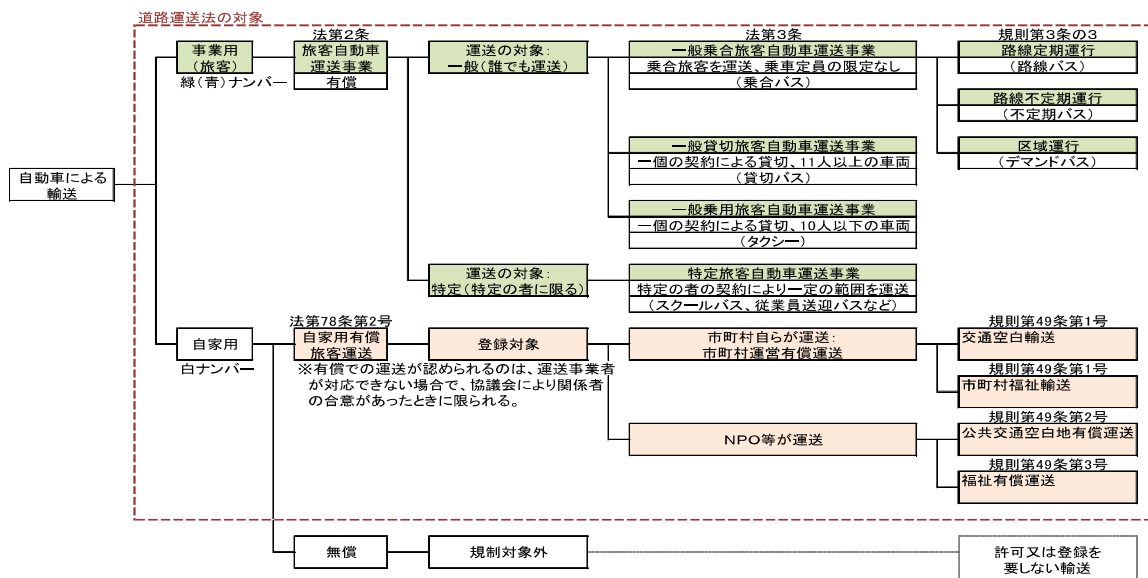 道路運送法の対象
法第2条
法第3条
規則第3条の3
事業用
(旅客)
緑(青)ナンバー
旅客自動車
運送事業
有償
運送の対象:
一般(誰でも運送)
一般乗合旅客自動車運送事業
乗合旅客を運送、乗車定員の限定なし
(乗合バス)
路線定期運行
(路線バス)
路線不定期運行
(不定期バス)
一般貸切旅客自動車運送事業
一個の契約による貸切、11人以上の車両
(貸切バス)
区域運行
(デマンドバス)
自動車による
輸送
一般乗用旅客自動車運送事業
一個の契約による貸切、10人以下の車両
(タクシー)
運送の対象:
特定(特定の者に限る)
特定旅客自動車運送事業
特定の者の契約により一定の範囲を運送
(スクールバス、従業員送迎バスなど)
法第78条第2号
自家用
白ナンバー
自家用有償
旅客運送
登録対象
市町村自らが運送:
市町村運営有償運送
規則第49条第1号
交通空白輸送
※有償での運送が認められるのは、運送事業者
が対応できない場合で、協議会により関係者
の合意があったときに限られる。
規則第49条第1号
市町村福祉輸送
NPO等が運送
規則第49条第2号
公共交通空白地有償運送
規則第49条第3号
福祉有償運送
無償
規制対象外
許可又は登録を
要しない輸送